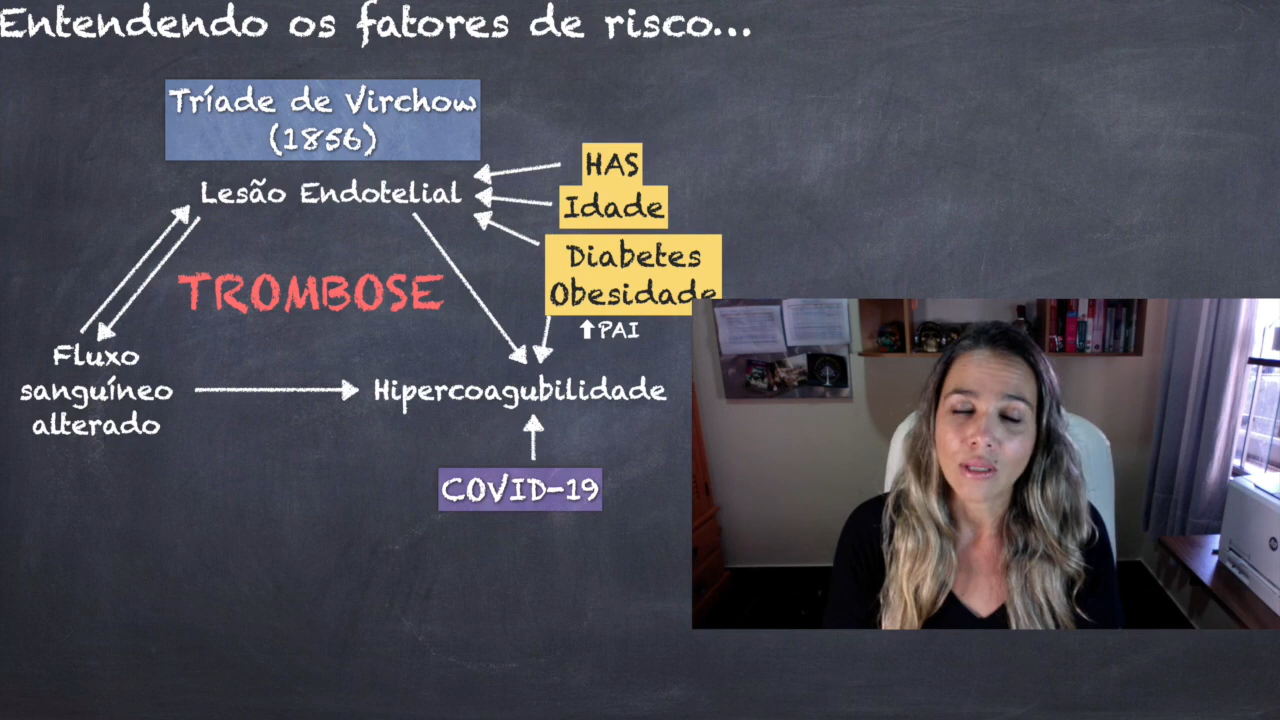 Entendendo os fatores de risco...
Tríade de Virchow
(1856)
Lesão Endotelial
HAS
Idade
Diabetes
Obesidade
⬆PAI
TROMBOSE
Fluxo
sanguíneo
alterado
Hipercoagubilidade
COVID-19